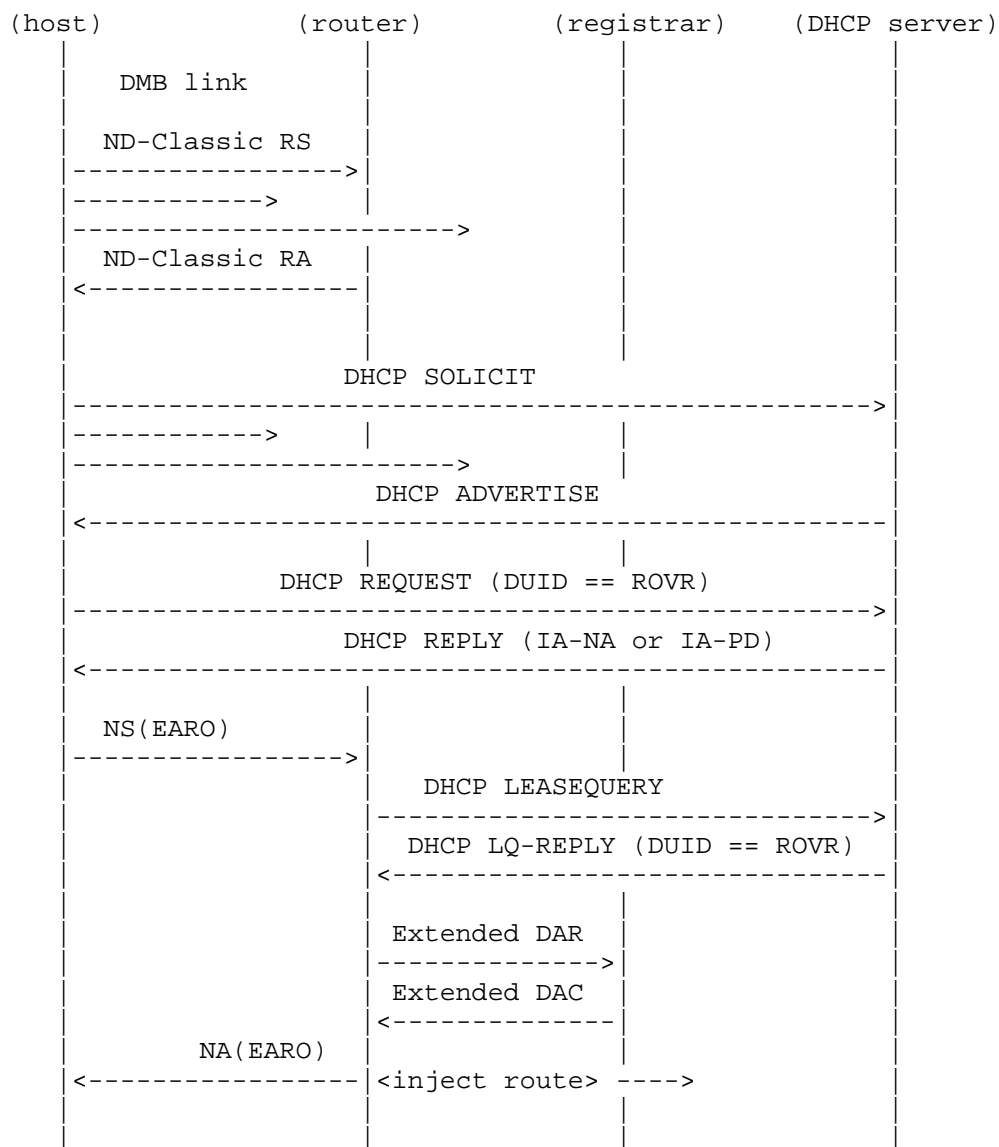 (host) (router) (registrar) (DHCP server)
DMB link
ND-Classic RS
ND-Classic RA
DHCP SOLICIT
DHCP ADVERTISE
DHCP REQUEST (DUID == ROVR)
DHCP REPLY (IA-NA or IA-PD)
NS(EARO)
DHCP LEASEQUERY
DHCP LQ-REPLY (DUID == ROVR)
Extended DAR
Extended DAC
NA(EARO)
<inject route> ---->